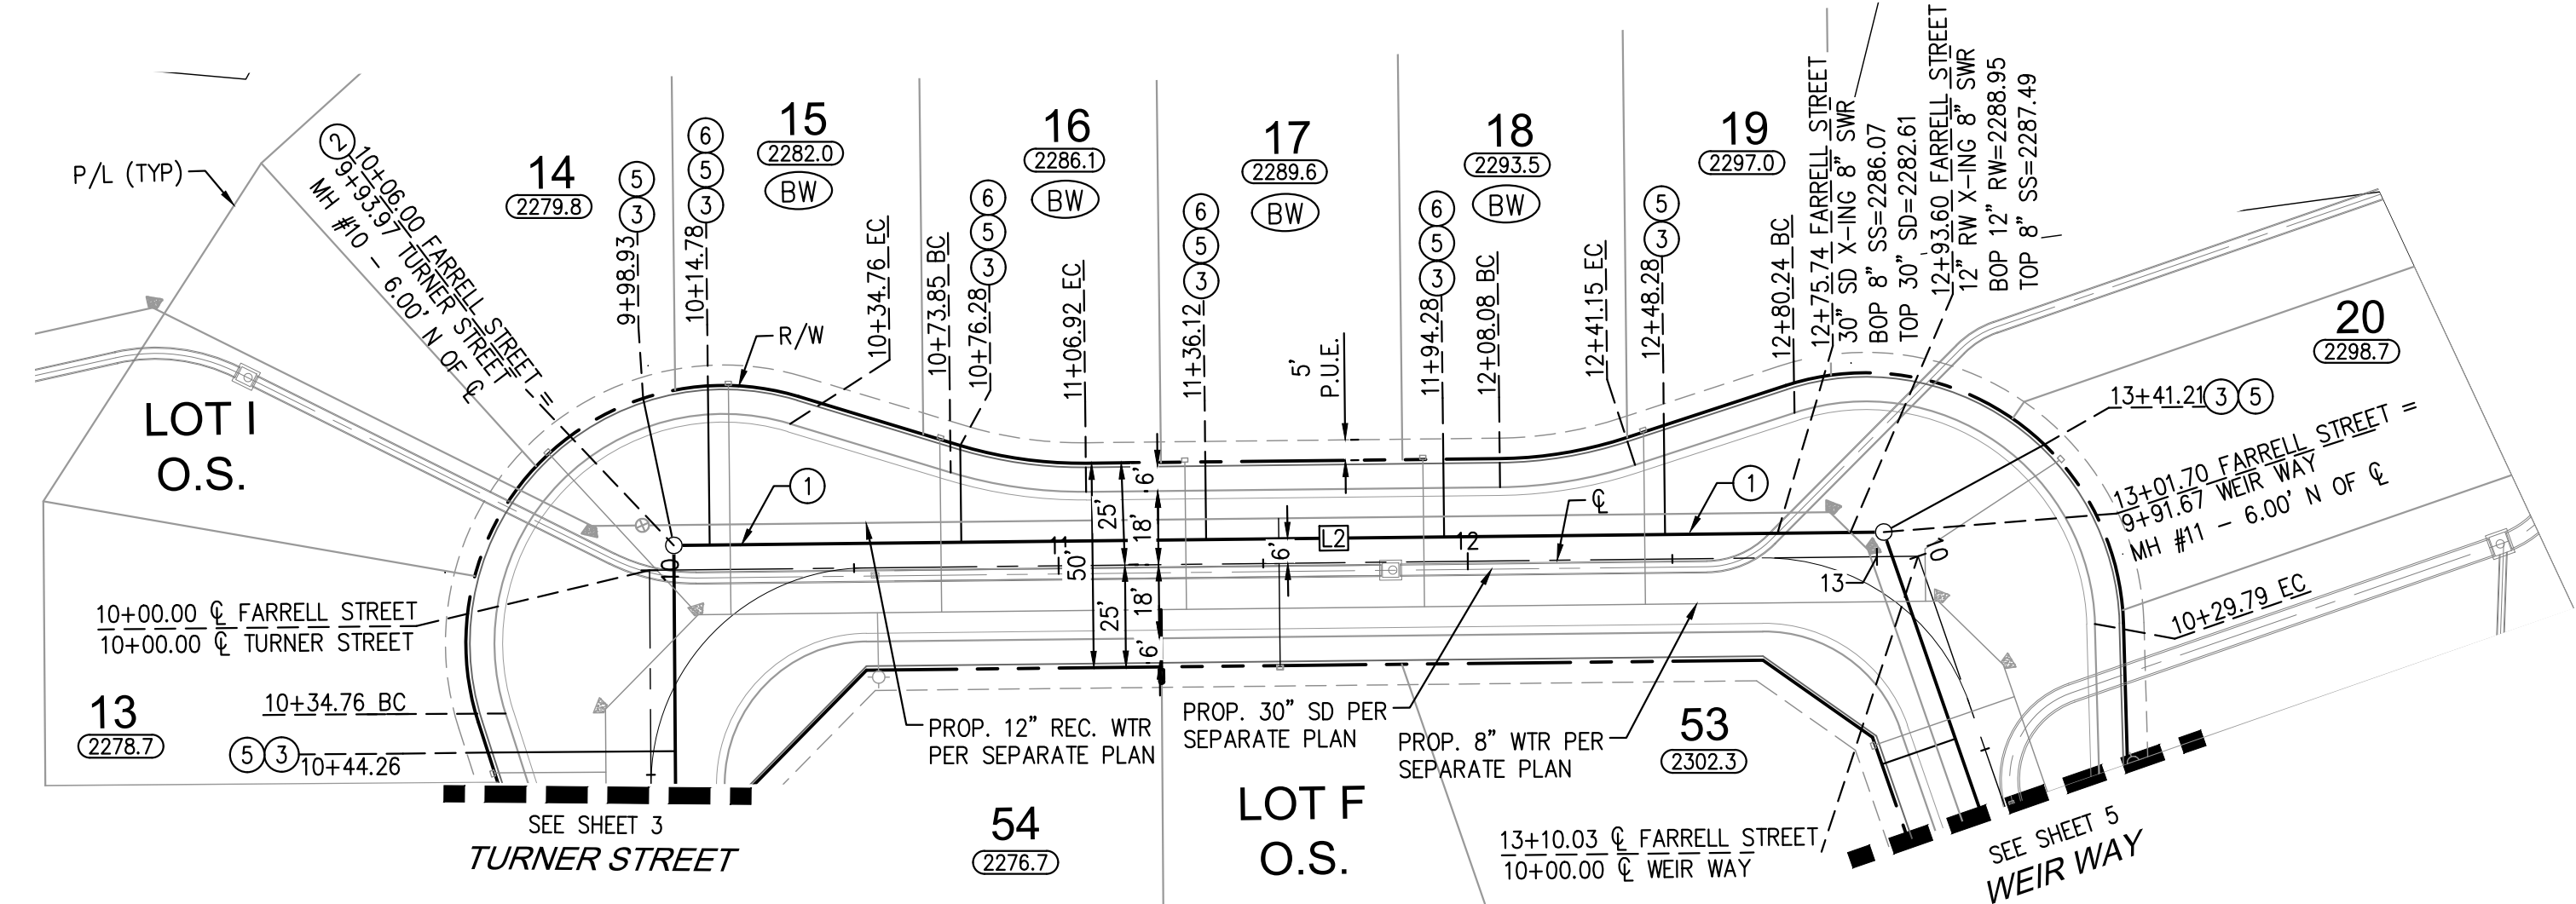 P/L (TYP)
2
10+06.00 FARRELL STREET =
9+93.97 TURNER STREET
MH #10 - 6.00' N OF ℄
14
2279.8
5
3
9+98.93
6
5
3
10+14.78
15
2282.0
BW
R/W
10+34.76 EC
10+73.85 BC
6
5
3
10+76.28
16
2286.1
BW
11+06.92 EC
6
5
3
11+36.12
17
2289.6
BW
5'
P.U.E.
6
5
3
11+94.28
18
2293.5
BW
12+08.08 BC
12+41.15 EC
5
3
12+48.28
19
2297.0
12+80.24 BC
12+75.74 FARRELL STREET
30" SD X-ING 8" SWR
BOP 8" SS=2286.07
TOP 30" SD=2282.61
12+93.60 FARRELL STREET
12" RW X-ING 8" SWR
BOP 12" RW=2288.95
TOP 8" SS=2287.49
20
2298.7
13+41.21 3 5
13+01.70 FARRELL STREET =
9+91.67 WEIR WAY
MH #11 - 6.00' N OF ℄
10+29.79 EC
LOT I
O.S.
1
1
℄
L2
11
12
13
10
10
6'
25'
18'
50'
6'
25'
18'
6'
10+00.00 ℄ FARRELL STREET
10+00.00 ℄ TURNER STREET
13
2278.7
10+34.76 BC
5 3 10+44.26
PROP. 12" REC. WTR
PER SEPARATE PLAN
PROP. 30" SD PER
SEPARATE PLAN
PROP. 8" WTR PER
SEPARATE PLAN
53
2302.3
SEE SHEET 3
TURNER STREET
54
2276.7
LOT F
O.S.
13+10.03 ℄ FARRELL STREET
10+00.00 ℄ WEIR WAY
SEE SHEET 5
WEIR WAY